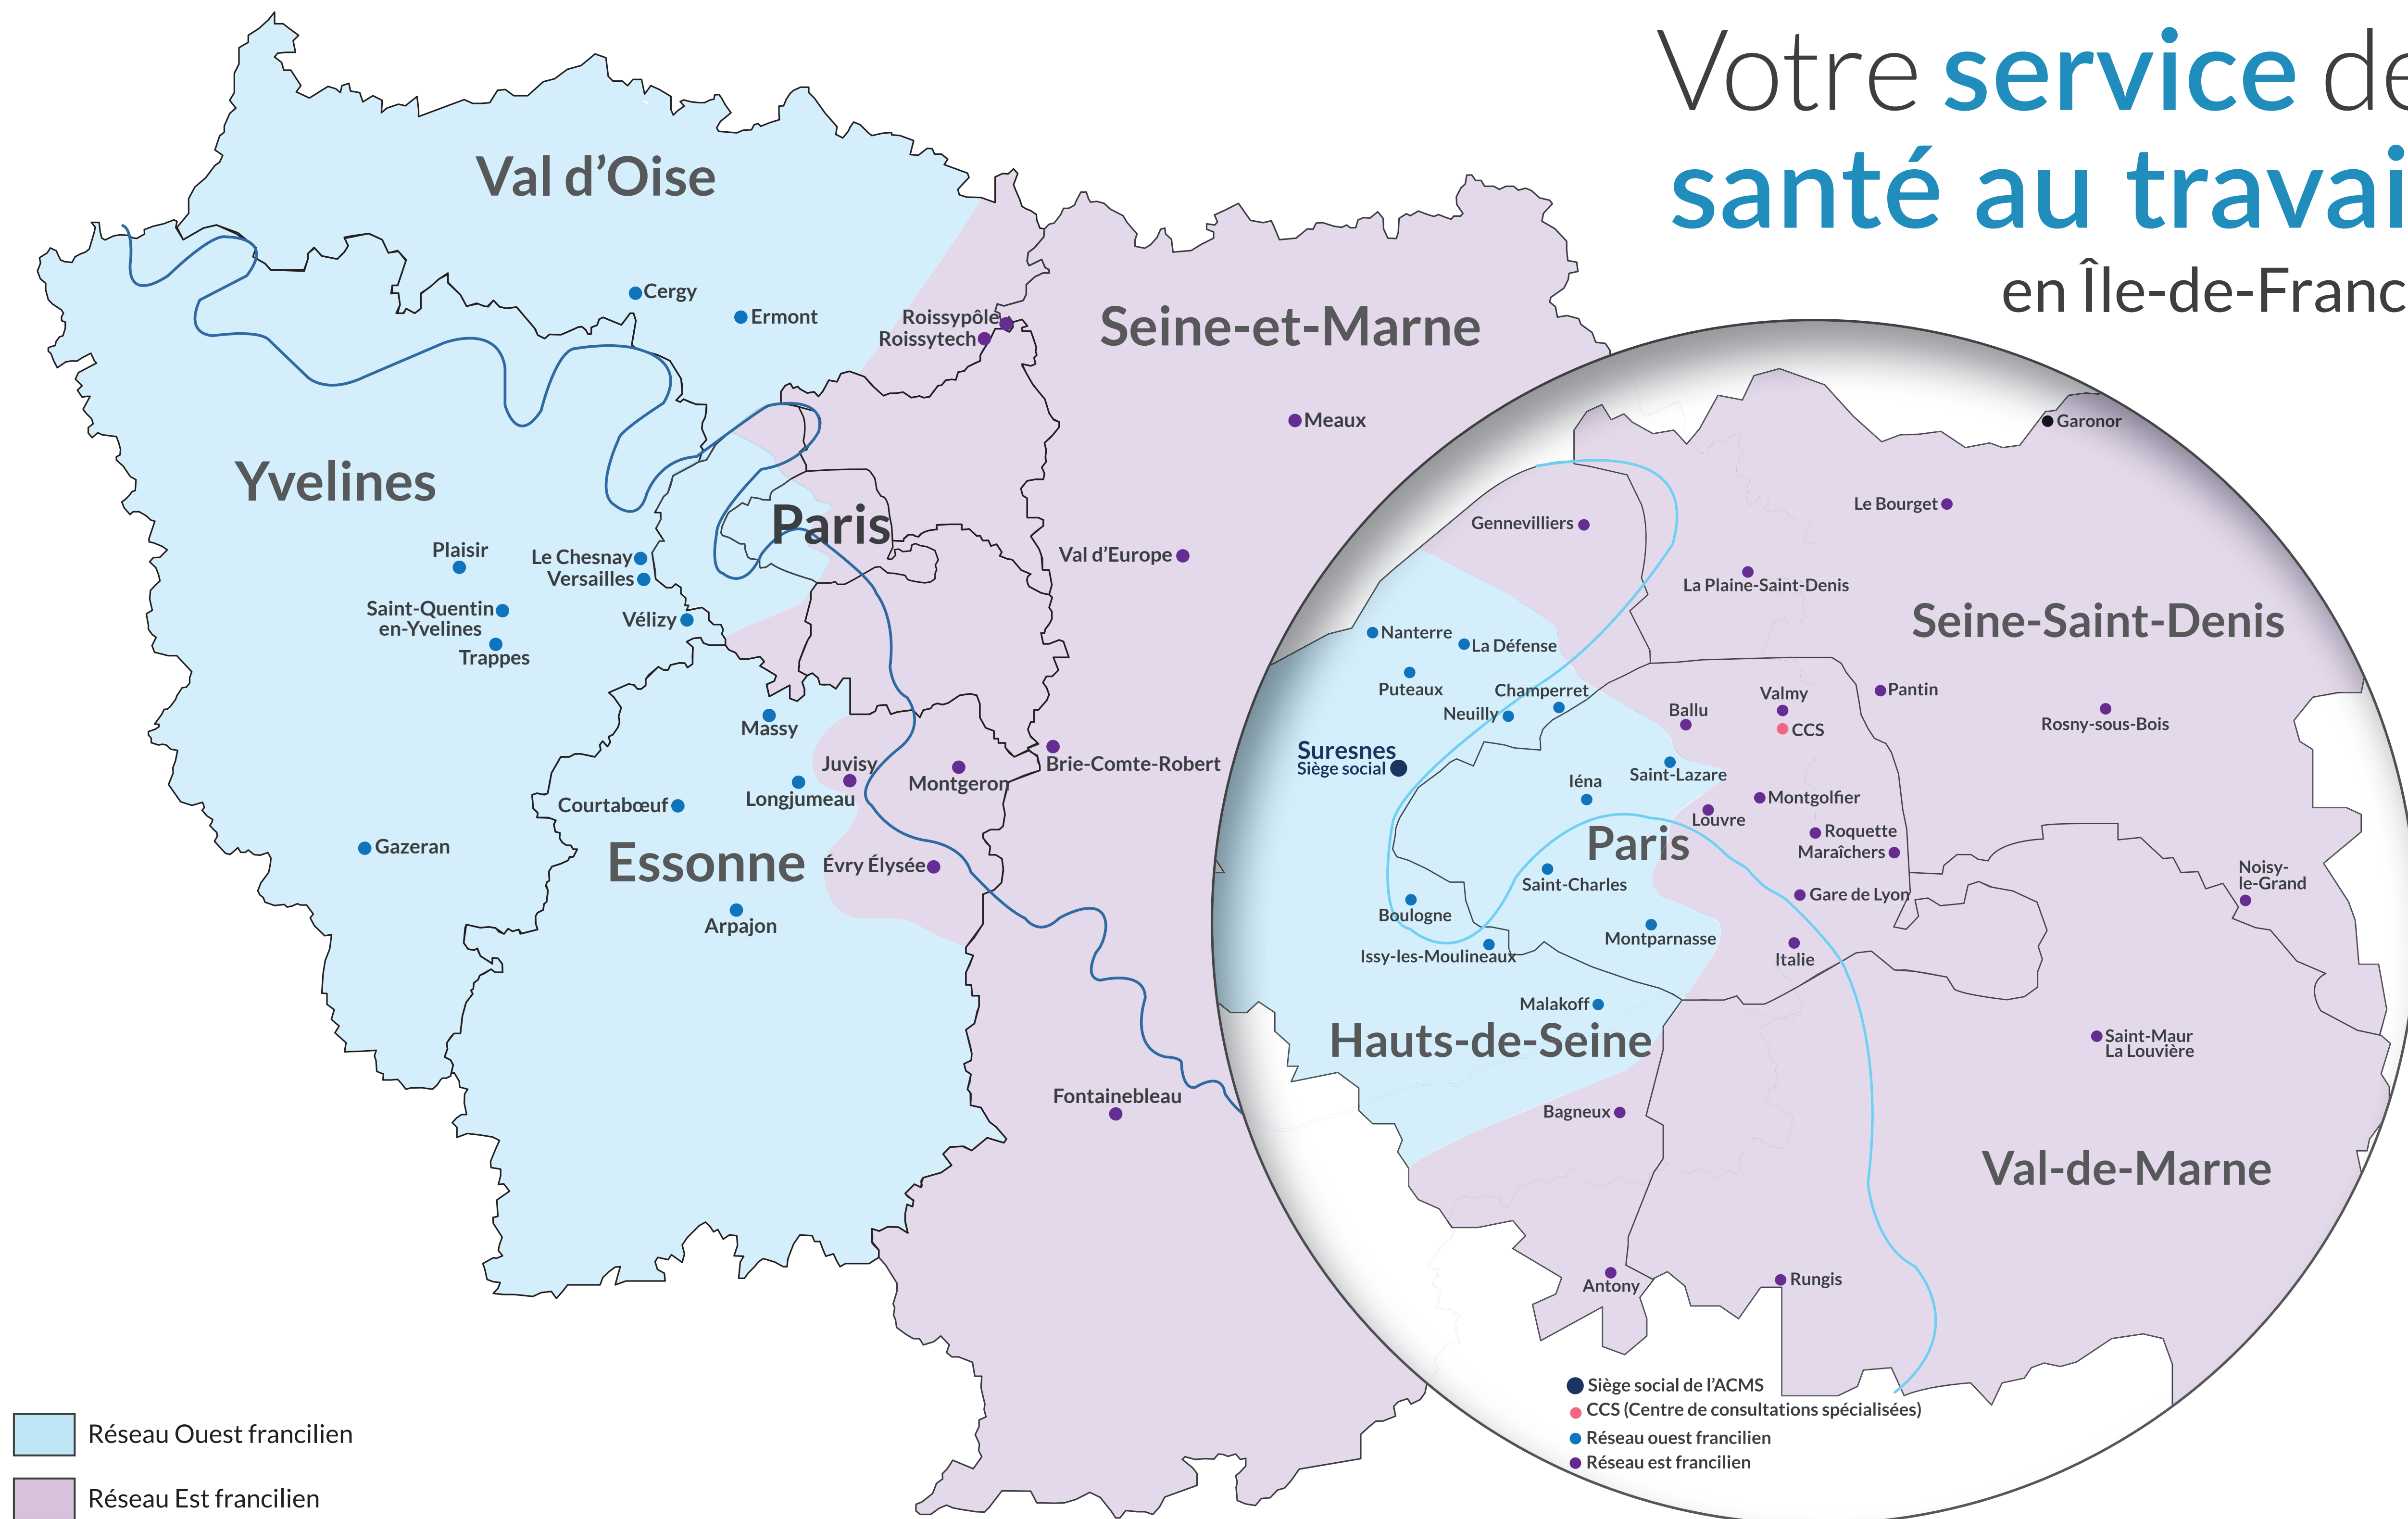 Votre service de
santé au travai
en Île-de-Franc
Val d'Oise
Cergy
Ermont
Roissypôle
Roissytech
Seine-et-Marne
Meaux
Val d'Europe
Yvelines
Paris
Plaisir
Le Chesnay
Versailles
Saint-Quentin
en-Yvelines
Vélizy
Trappes
Massy
Juvisy
Longjumeau
Montgeron
Brie-Comte-Robert
Courtabœuf
Gazeran
Essonne
Évry Élysée
Arpajon
Fontainebleau
Garonor
Le Bourget
Gennevilliers
La Plaine-Saint-Denis
Seine-Saint-Denis
Nanterre
La Défense
Puteaux
Champerret
Neuilly
Valmy
Pantin
Ballu
CCS
Rosny-sous-Bois
Suresnes
Siège social
Iéna
Saint-Lazare
Montgolfier
Louvre
Roquette
Paris
Maraîchers
Noisy-
le-Grand
Saint-Charles
Gare de Lyon
Boulogne
Montparnasse
Issy-les-Moulineaux
Italie
Malakoff
Hauts-de-Seine
Saint-Maur
La Louvière
Bagneux
Val-de-Marne
Antony
Rungis
Siège social de l'ACMS
CCS (Centre de consultations spécialisées)
Réseau ouest francilien
Réseau est francilien
Réseau Ouest francilien
Réseau Est francilien